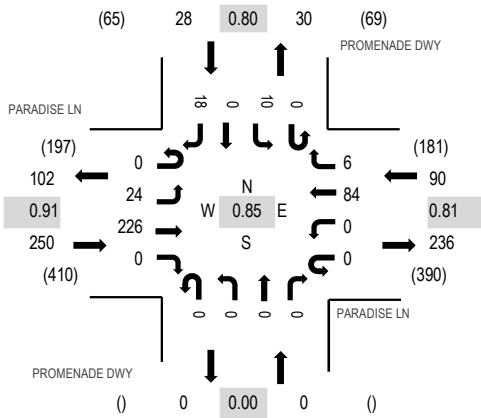 (65) 28 0.80 30 (69)
PROMENADE DWY
18 0 10 0
PARADISE LN
(197) (181)
0 6
102 90
24 N 84
0.91 W 0.85 E 0.81
226 0
250 S 236
0 0
(410) (390)
0 0 0 0
PARADISE LN
PROMENADE DWY
() 0 0.00 0 ()